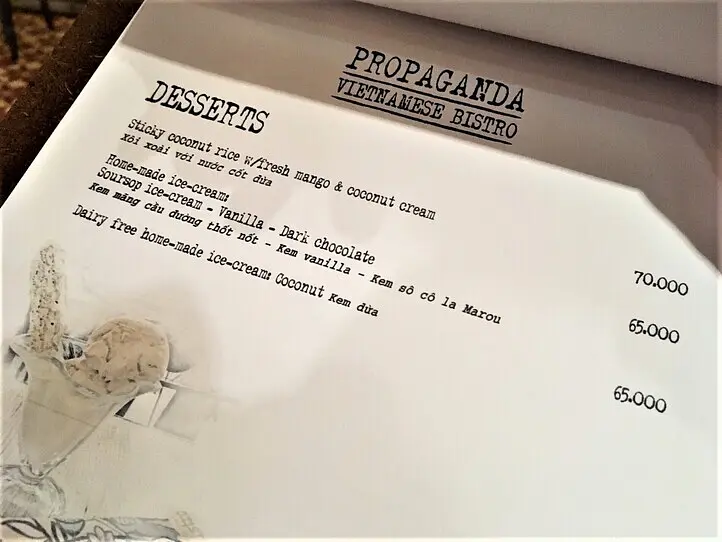 PROPAGANDA
VIETNAMESE BISTRO
DESSERTS
Sticky coconut rice w/fresh mango & coconut cream
Xôi xoài với nước cốt dừa
70.000
Home-made ice-cream:
Soursop ice-cream - Vanilla - Dark chocolate
Kem mãng cầu đường thốt nốt - Kem vanilla - Kem sô cô la Marou
65.000
Dairy free home-made ice-cream: Coconut Kem dừa
65.000